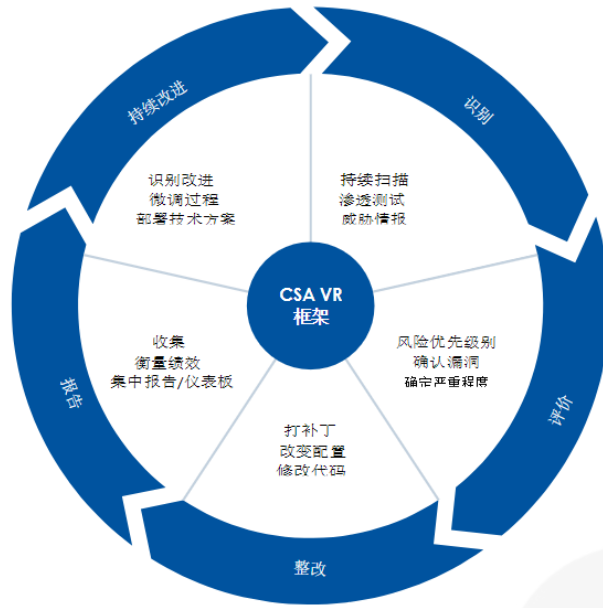 持续改进
识别
识别改进
微调过程
部署技术方案
持续扫描
渗透测试
威胁情报
CSA VR
框架
收集
衡量绩效
集中报告/仪表板
风险优先级别
确认漏洞
确定严重程度
打补丁
改变配置
修改代码
报告
评价
整改